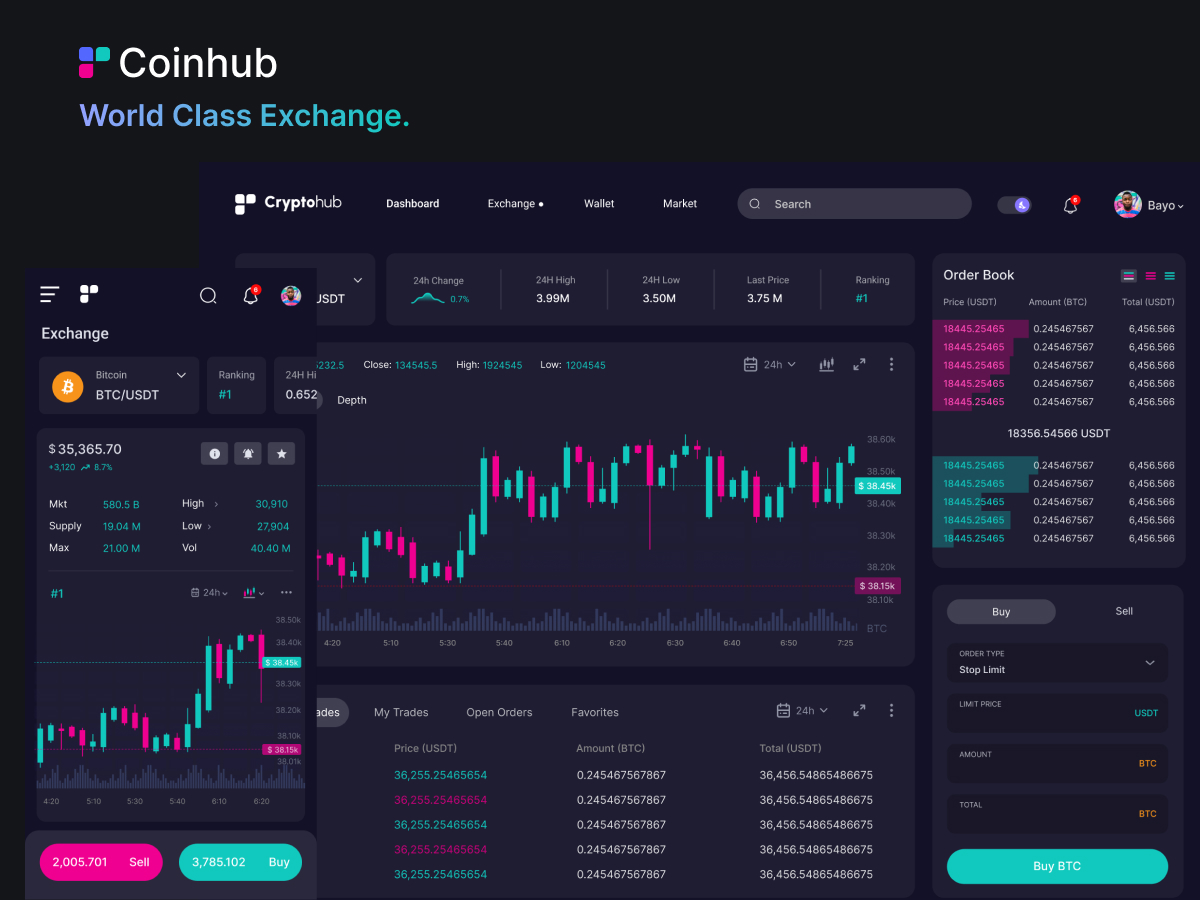 Coinhub
World Class Exchange.
Cryptohub
Dashboard
Exchange
Wallet
Market
Search
6
Bayo
6
Exchange
Bitcoin
BTC/USDT
Ranking
#1
24H Hi
0.652
$ 35,365.70
+3,120 8.7%
Mkt 580.5 B High › 30,910
Supply 19.04 M Low › 27,904
Max 21.00 M Vol 40.40 M
#1 24h
38.50k
38.40k
$ 38.45k
38.30k
38.20k
38.10k
$ 38.15k
38.01k
4:20 5:10 5:30 5:40 6:10 6:20
2,005.701 Sell
3,785.102 Buy
USDT
24h Change
0.7%
24H High
3.99M
24H Low
3.50M
Last Price
3.75 M
Ranking
#1
5232.5 Close: 134545.5 High: 1924545 Low: 1204545 24h
Depth
38.60k
38.50k
$ 38.45k
38.40k
38.30k
38.20k
$ 38.15k
38.10k
BTC
4:20 5:10 5:30 5:40 6:10 6:20 6:30 6:40 6:50 7:25
ades My Trades Open Orders Favorites 24h
Price (USDT) Amount (BTC) Total (USDT)
36,255.25465654 0.245467567867 36,456.54865486675
36,255.25465654 0.245467567867 36,456.54865486675
36,255.25465654 0.245467567867 36,456.54865486675
36,255.25465654 0.245467567867 36,456.54865486675
36,255.25465654 0.245467567867 36,456.54865486675
Order Book
Price (USDT) Amount (BTC) Total (USDT)
18445.25465 0.245467567 6,456.566
18445.25465 0.245467567 6,456.566
18445.25465 0.245467567 6,456.566
18445.25465 0.245467567 6,456.566
18445.25465 0.245467567 6,456.566
18356.54566 USDT
18445.25465 0.245467567 6,456.566
18445.25465 0.245467567 6,456.566
18445.25465 0.245467567 6,456.566
18445.25465 0.245467567 6,456.566
18445.25465 0.245467567 6,456.566
Buy Sell
ORDER TYPE
Stop Limit
LIMIT PRICE
USDT
AMOUNT
BTC
TOTAL
BTC
Buy BTC